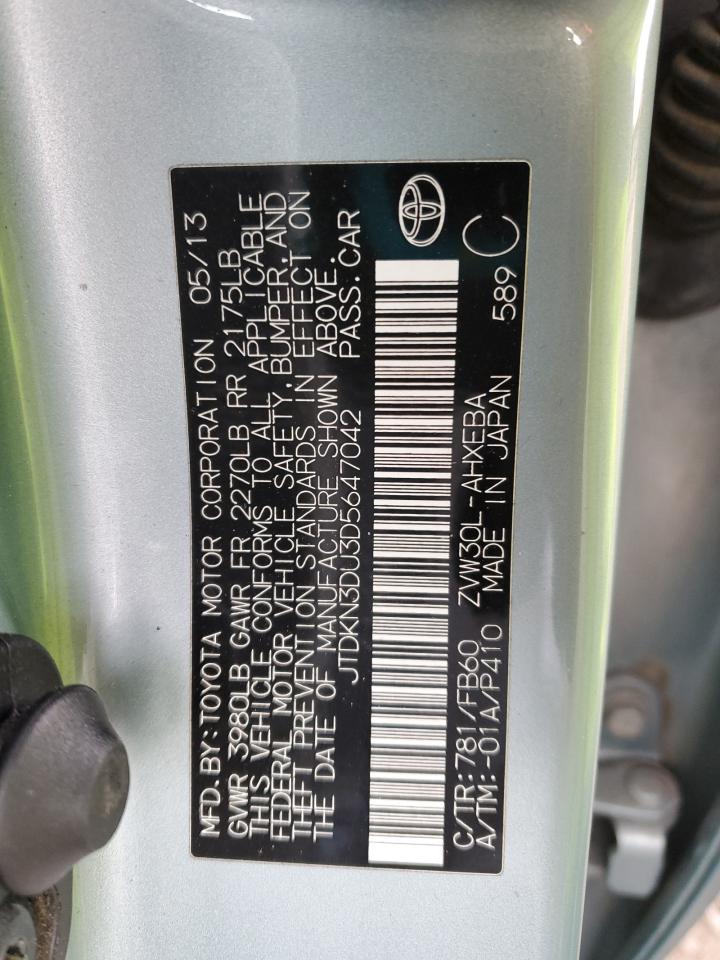 MFD. BY: TOYOTA MOTOR CORPORATION 05/13
GVWR 3980LB GAWR FR 2270LB RR 2175LB
THIS VEHICLE CONFORMS TO ALL APPLICABLE
FEDERAL MOTOR VEHICLE SAFETY, BUMPER, AND
THEFT PREVENTION STANDARDS IN EFFECT ON
THE DATE OF MANUFACTURE SHOWN ABOVE.
JTDKN3DU3D5647042 PASS. CAR
C/TR: 781/FB60 ZVW30L-AHXEBA
A/TM: -01A/P410 MADE IN JAPAN 589 C